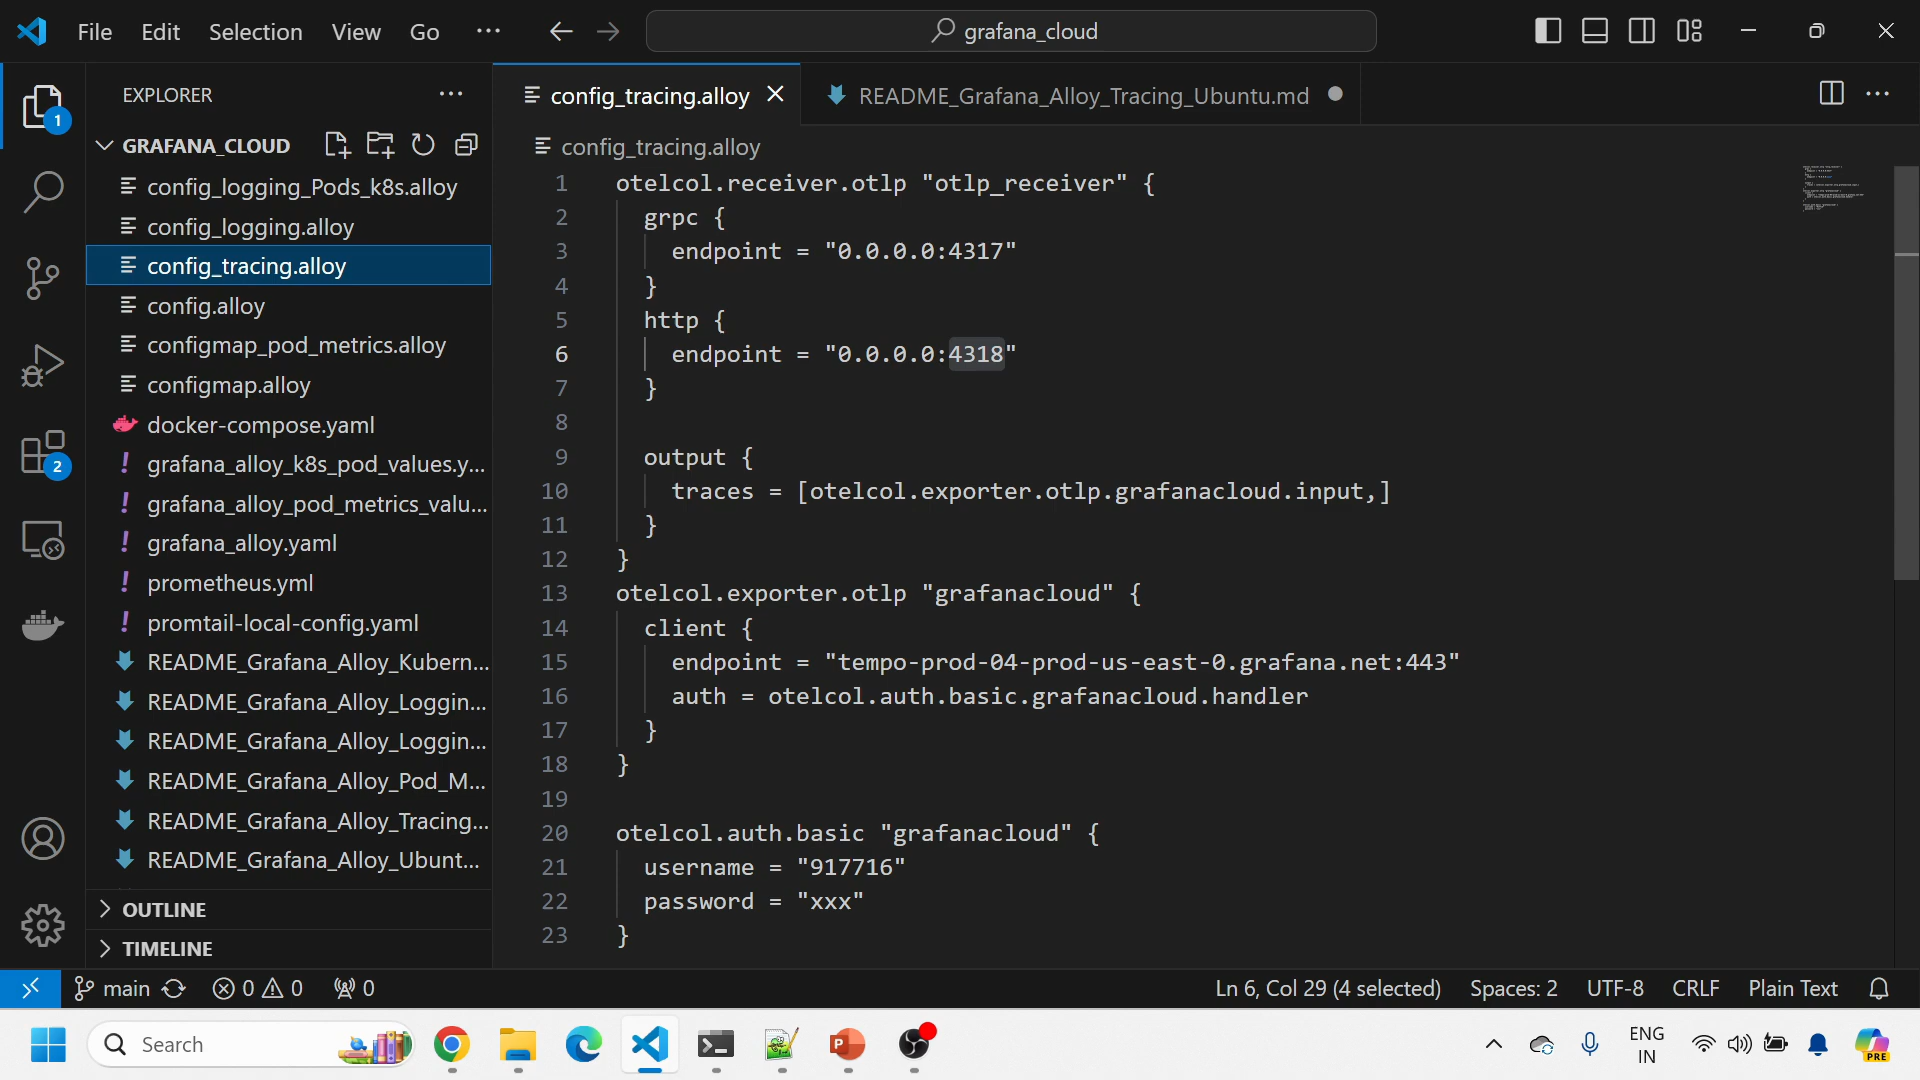 File Edit Selection View Go ··· grafana_cloud
EXPLORER ···
1
GRAFANA_CLOUD
config_logging_Pods_k8s.alloy
config_logging.alloy
config_tracing.alloy
config.alloy
configmap_pod_metrics.alloy
configmap.alloy
docker-compose.yaml
2
! grafana_alloy_k8s_pod_values.y...
! grafana_alloy_pod_metrics_valu...
! grafana_alloy.yaml
! prometheus.yml
! promtail-local-config.yaml
README_Grafana_Alloy_Kubern...
README_Grafana_Alloy_Loggin...
README_Grafana_Alloy_Loggin...
README_Grafana_Alloy_Pod_M...
README_Grafana_Alloy_Tracing...
README_Grafana_Alloy_Ubunt...
OUTLINE
TIMELINE
config_tracing.alloy README_Grafana_Alloy_Tracing_Ubuntu.md
config_tracing.alloy
1 otelcol.receiver.otlp "otlp_receiver" {
2 grpc {
3 endpoint = "0.0.0.0:4317"
4 }
5 http {
6 endpoint = "0.0.0.0:4318"
7 }
8
9 output {
10 traces = [otelcol.exporter.otlp.grafanacloud.input,]
11 }
12 }
13 otelcol.exporter.otlp "grafanacloud" {
14 client {
15 endpoint = "tempo-prod-04-prod-us-east-0.grafana.net:443"
16 auth = otelcol.auth.basic.grafanacloud.handler
17 }
18 }
19
20 otelcol.auth.basic "grafanacloud" {
21 username = "917716"
22 password = "xxx"
23 }
main 0 0 0 Ln 6, Col 29 (4 selected) Spaces: 2 UTF-8 CRLF Plain Text
Search P PRE
ENG
IN